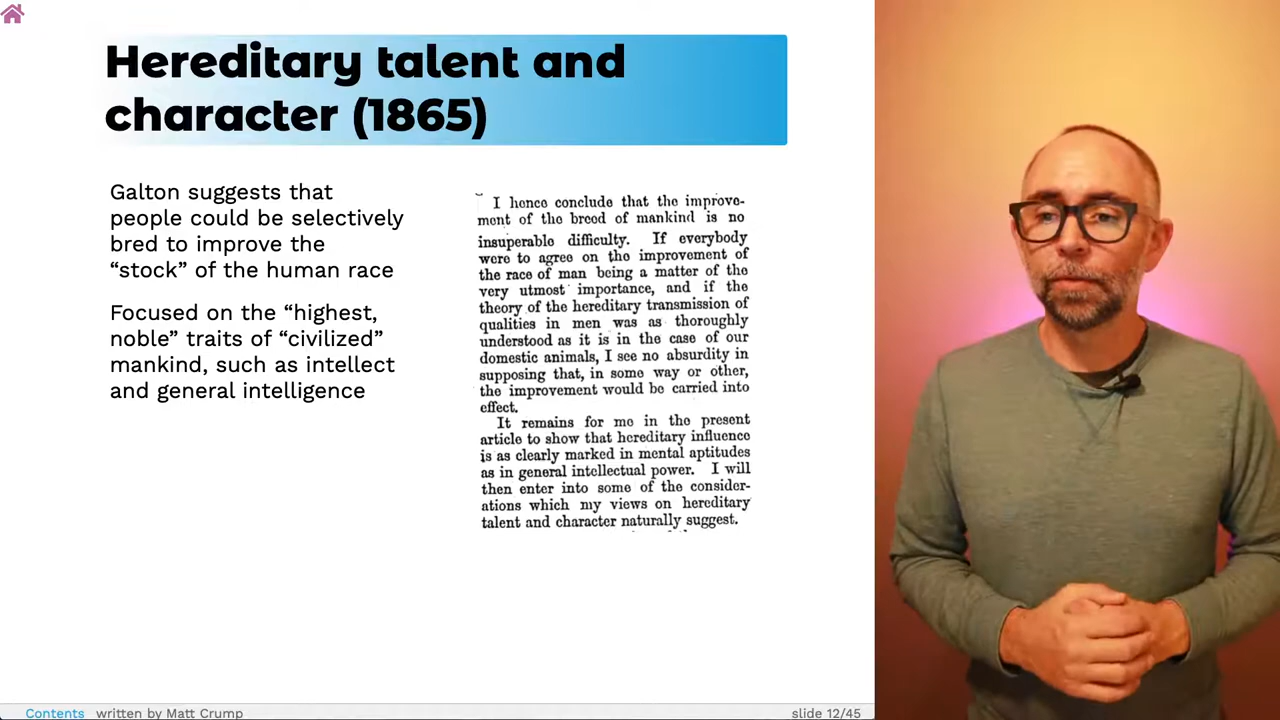 Hereditary talent and
character (1865)
Galton suggests that
people could be selectively
bred to improve the
“stock” of the human race
Focused on the “highest,
noble” traits of “civilized”
mankind, such as intellect
and general intelligence
I hence conclude that the improve-
ment of the breed of mankind is no
insuperable difficulty. If everybody
were to agree on the improvement of
the race of man being a matter of the
very utmost importance, and if the
theory of the hereditary transmission of
qualities in men was as thoroughly
understood as it is in the case of our
domestic animals, I see no absurdity in
supposing that, in some way or other,
the improvement would be carried into
effect.
It remains for me in the present
article to show that hereditary influence
is as clearly marked in mental aptitudes
as in general intellectual power. I will
then enter into some of the consider-
ations which my views on hereditary
talent and character naturally suggest.
Contents written by Matt Crump
slide 12/45